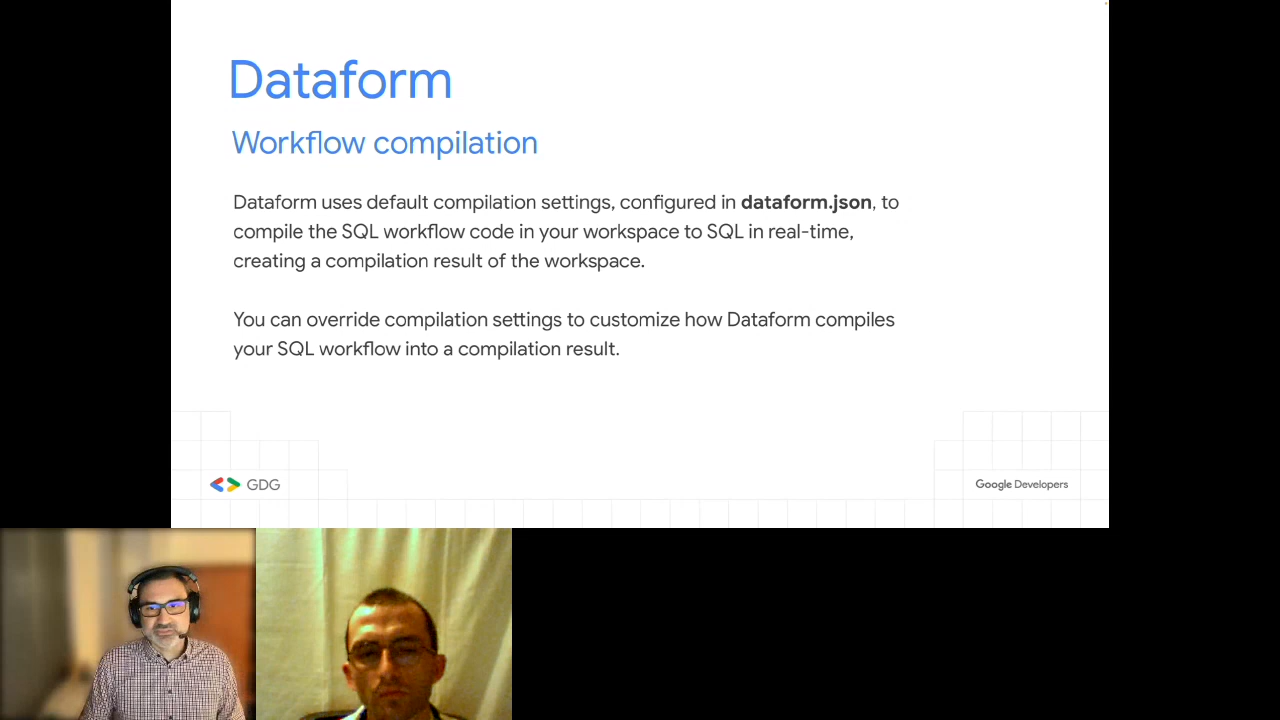 Dataform
Workflow compilation
Dataform uses default compilation settings, configured in dataform.json, to
compile the SQL workflow code in your workspace to SQL in real-time,
creating a compilation result of the workspace.
You can override compilation settings to customize how Dataform compiles
your SQL workflow into a compilation result.
GDG
Google Developers